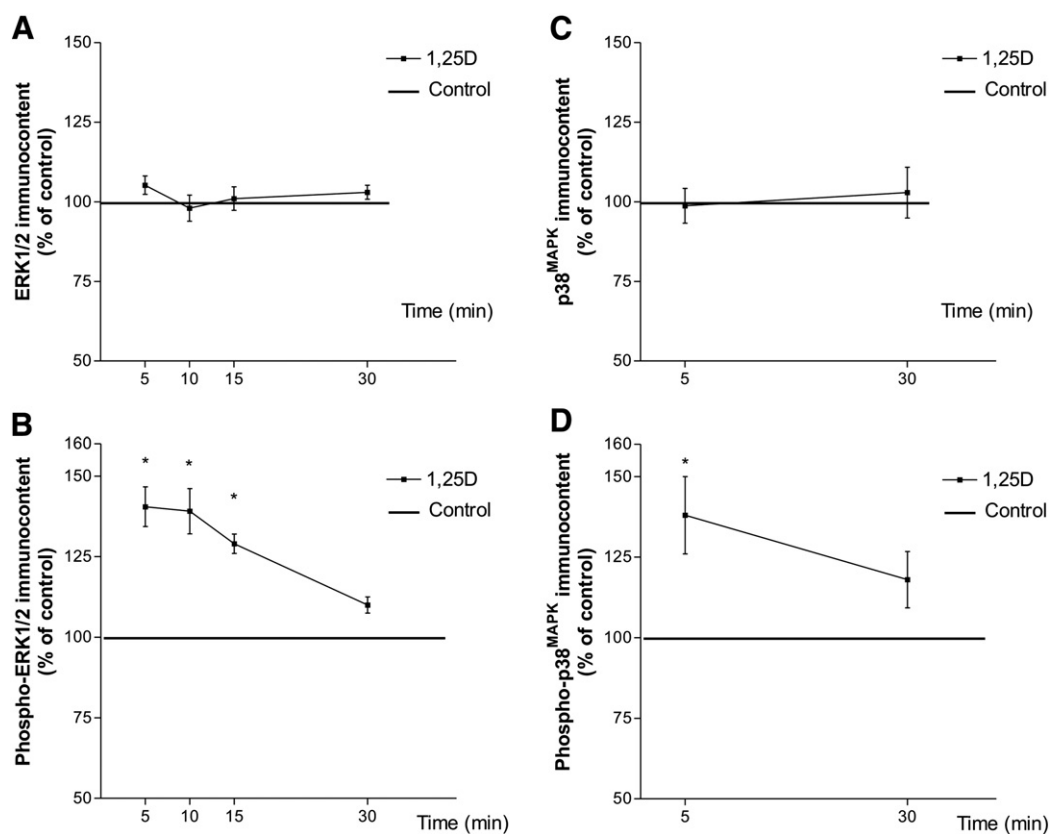 A
ERK1/2 immunocontent
(% of control)
150
125
100
75
50
1,25D
Control
Time (min)
5 10 15 30
C
p38MAPK immunocontent
(% of control)
150
125
100
75
50
1,25D
Control
Time (min)
5 30
B
Phospho-ERK1/2 immunocontent
(% of control)
160
150
125
100
75
50
* * *
1,25D
Control
5 10 15 30 Time (min)
D
Phospho-p38MAPK immunocontent
(% of control)
160
150
125
100
75
50
*
1,25D
Control
5 30
Time (min)